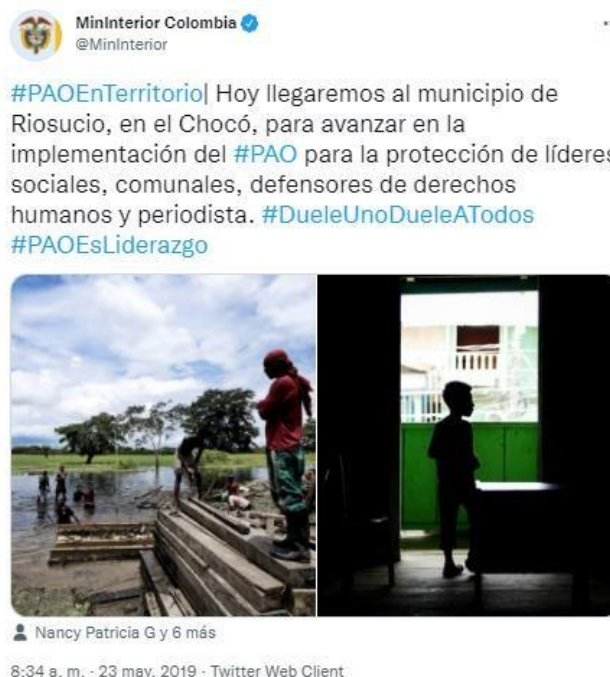 MinInterior Colombia
@MinInterior
#PAOEnTerritorio| Hoy llegaremos al municipio de
Riosucio, en el Chocó, para avanzar en la
implementación del #PAO para la protección de líderes
sociales, comunales, defensores de derechos
humanos y periodista. #DueleUnoDueleATodos
#PAOEsLiderazgo
Nancy Patricia G y 6 más
8:34 a. m. · 23 may. 2019 · Twitter Web Client